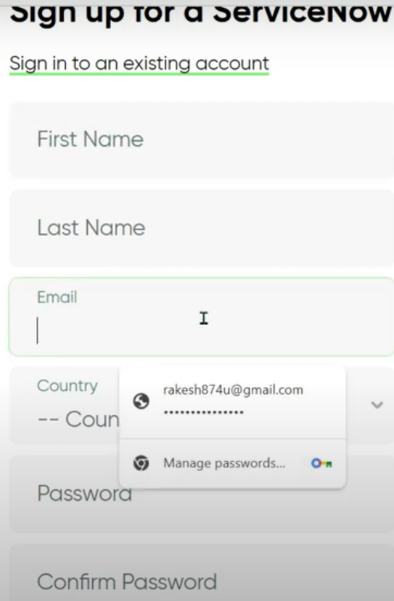 Sign up for a ServiceNow
Sign in to an existing account
First Name
Last Name
Email
Country
-- Coun
rakesh874u@gmail.com
•••••••••••••••
Manage passwords...
Password
Confirm Password